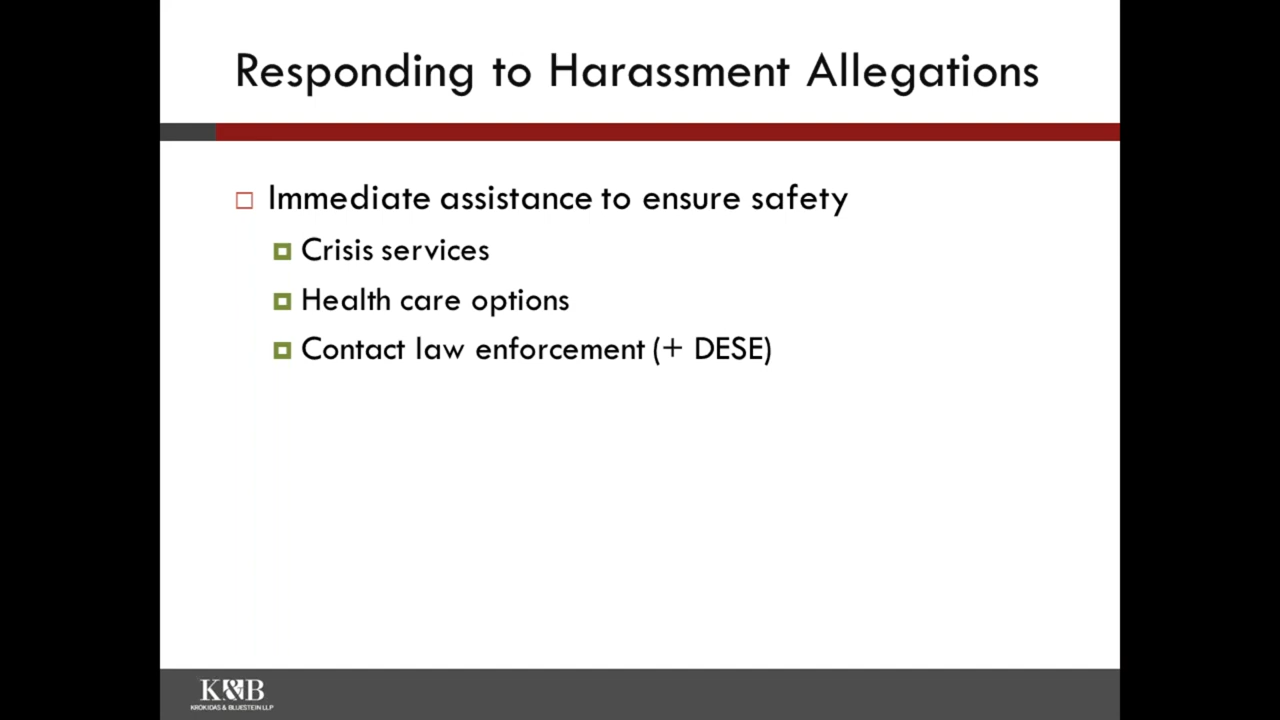 Responding to Harassment Allegations
Immediate assistance to ensure safety
Crisis services
Health care options
Contact law enforcement (+ DESE)
K&B
KROKIDAS & BLUESTEIN LLP